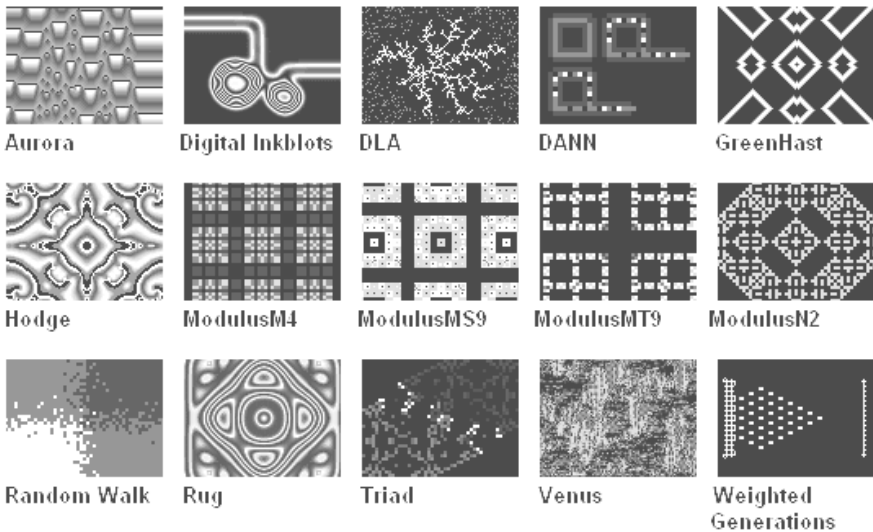 Aurora
Digital Inkblots
DLA
DANN
GreenHast
Hodge
ModulusM4
ModulusMS9
ModulusMT9
ModulusN2
Random Walk
Rug
Triad
Venus
Weighted
Generations